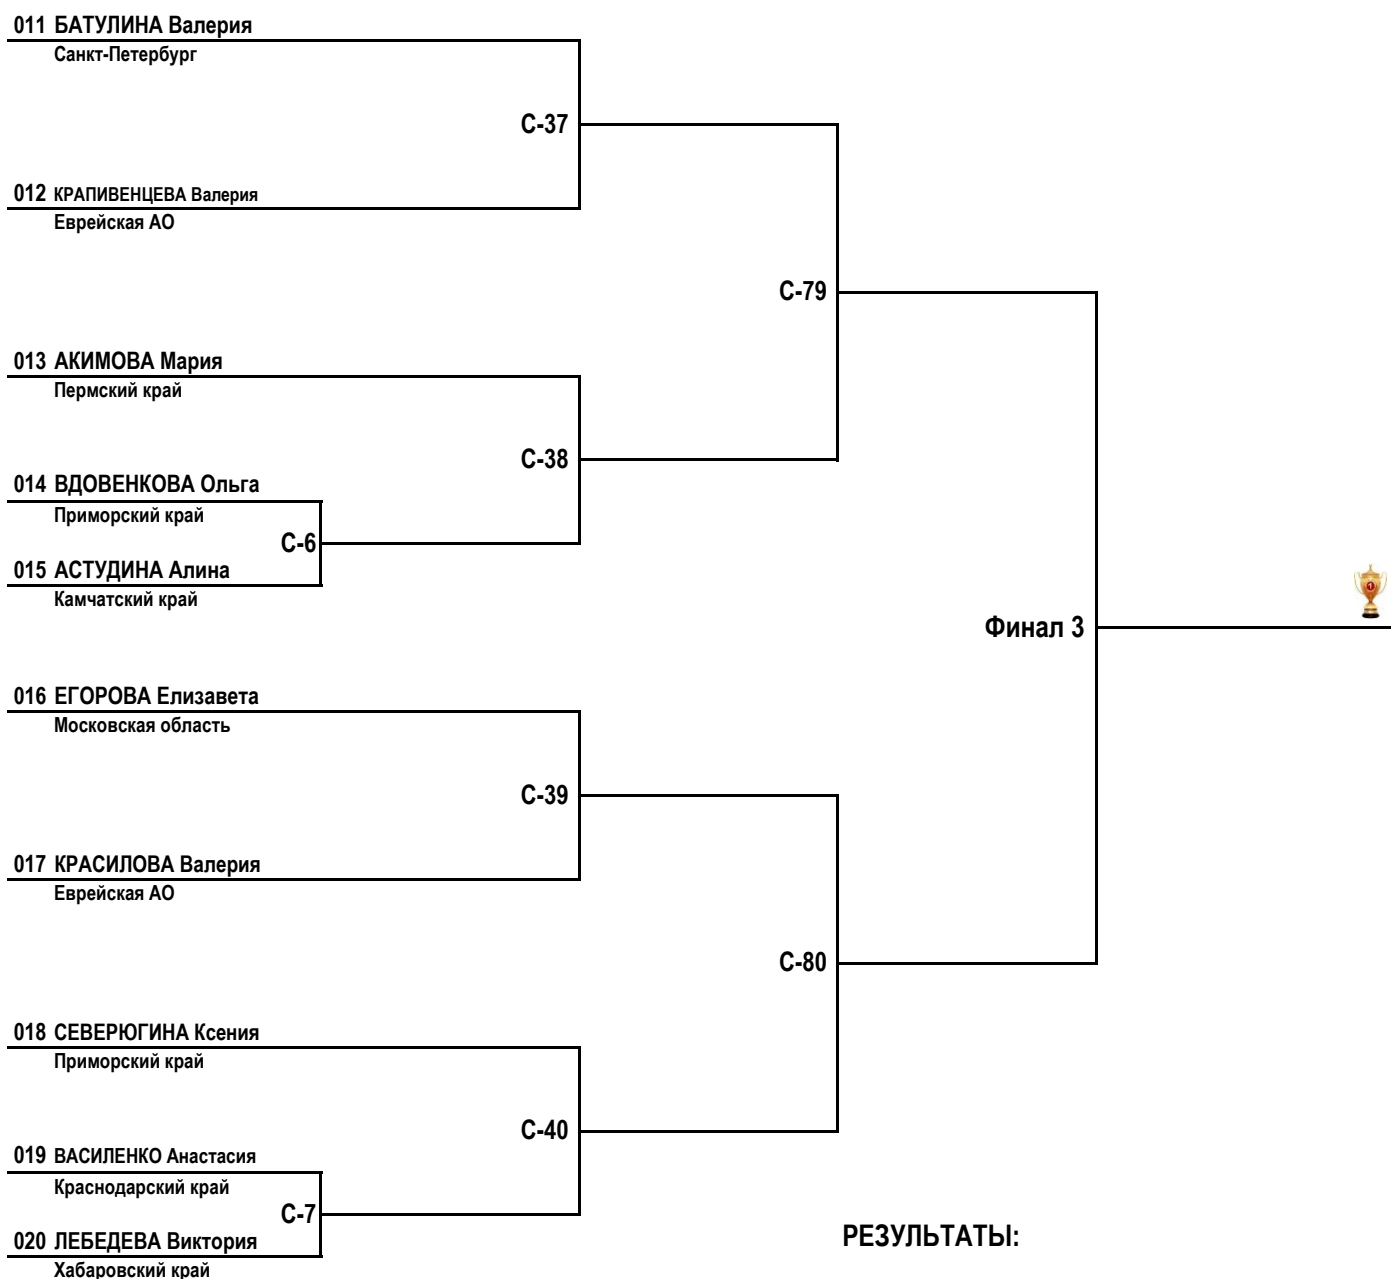 011 БАТУЛИНА Валерия
Санкт-Петербург
С-37
012 КРАПИВЕНЦЕВА Валерия
Еврейская АО
С-79
013 АКИМОВА Мария
Пермский край
С-38
014 ВДОВЕНКОВА Ольга
Приморский край
С-6
015 АСТУДИНА Алина
Камчатский край
Финал 3
016 ЕГОРОВА Елизавета
Московская область
С-39
017 КРАСИЛОВА Валерия
Еврейская АО
С-80
018 СЕВЕРЮГИНА Ксения
Приморский край
С-40
019 ВАСИЛЕНКО Анастасия
Краснодарский край
С-7
020 ЛЕБЕДЕВА Виктория
Хабаровский край
РЕЗУЛЬТАТЫ: